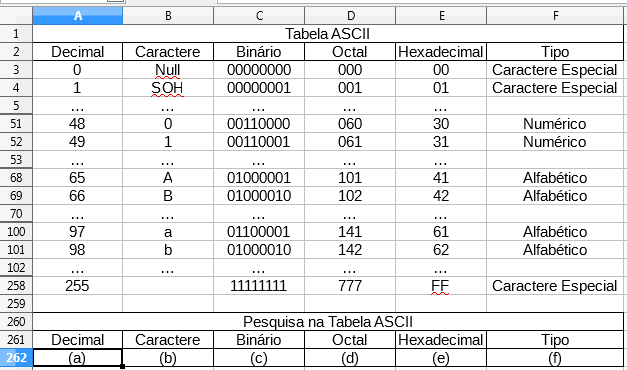 A B C D E F
1 Tabela ASCII
2 Decimal Caractere Binário Octal Hexadecimal Tipo
3 0 Null 00000000 000 00 Caractere Especial
4 1 SOH 00000001 001 01 Caractere Especial
5 ... ... ... ... ...
51 48 0 00110000 060 30 Numérico
52 49 1 00110001 061 31 Numérico
53 ... ... ... ... ...
68 65 A 01000001 101 41 Alfabético
69 66 B 01000010 102 42 Alfabético
70 ... ... ... ... ...
100 97 a 01100001 141 61 Alfabético
101 98 b 01000010 142 62 Alfabético
102 ... ... ... ... ...
258 255 11111111 777 FF Caractere Especial
259
260 Pesquisa na Tabela ASCII
261 Decimal Caractere Binário Octal Hexadecimal Tipo
262 (a) (b) (c) (d) (e) (f)